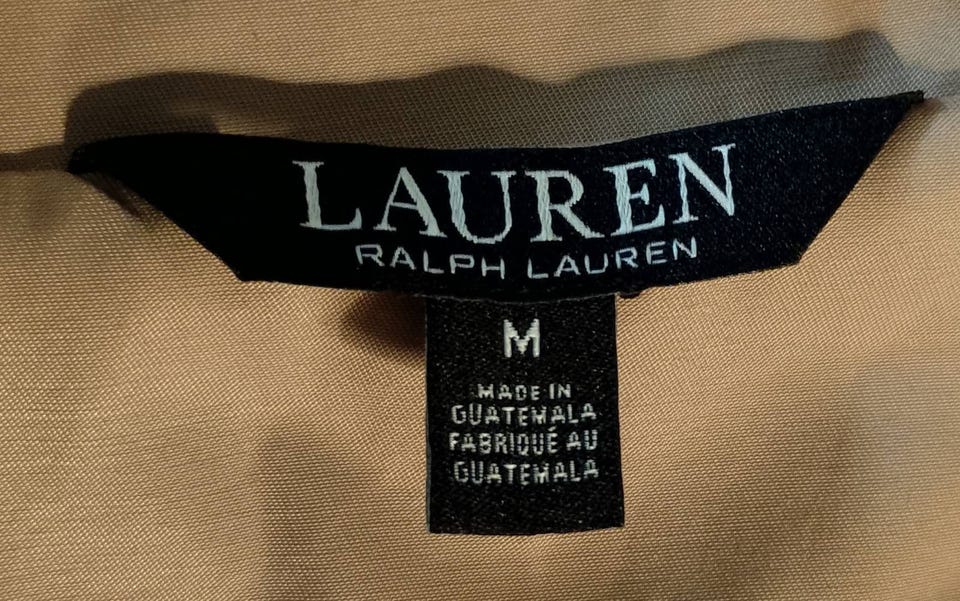 LAUREN
RALPH LAUREN
M
MADE IN
GUATEMALA
FABRIQUÉ AU
GUATEMALA